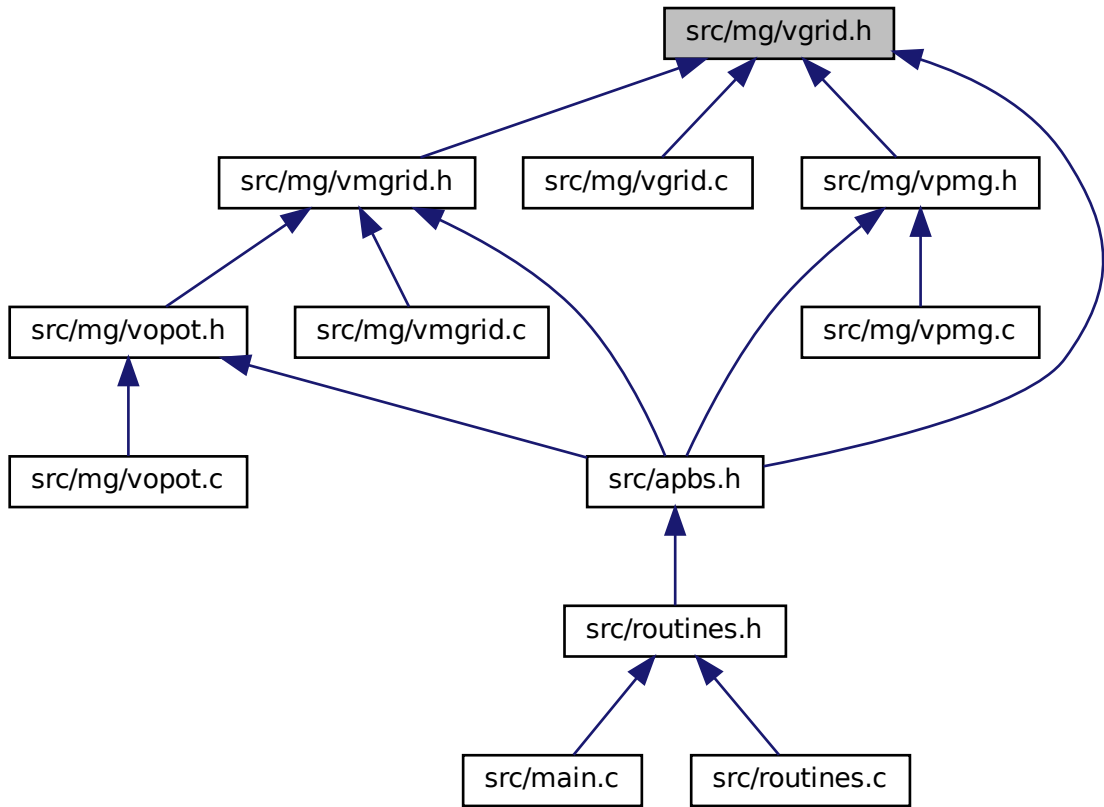 src/mg/vgrid.h
src/mg/vmgrid.h
src/mg/vgrid.c
src/mg/vpmg.h
src/mg/vopot.h
src/mg/vmgrid.c
src/mg/vpmg.c
src/mg/vopot.c
src/apbs.h
src/routines.h
src/main.c
src/routines.c